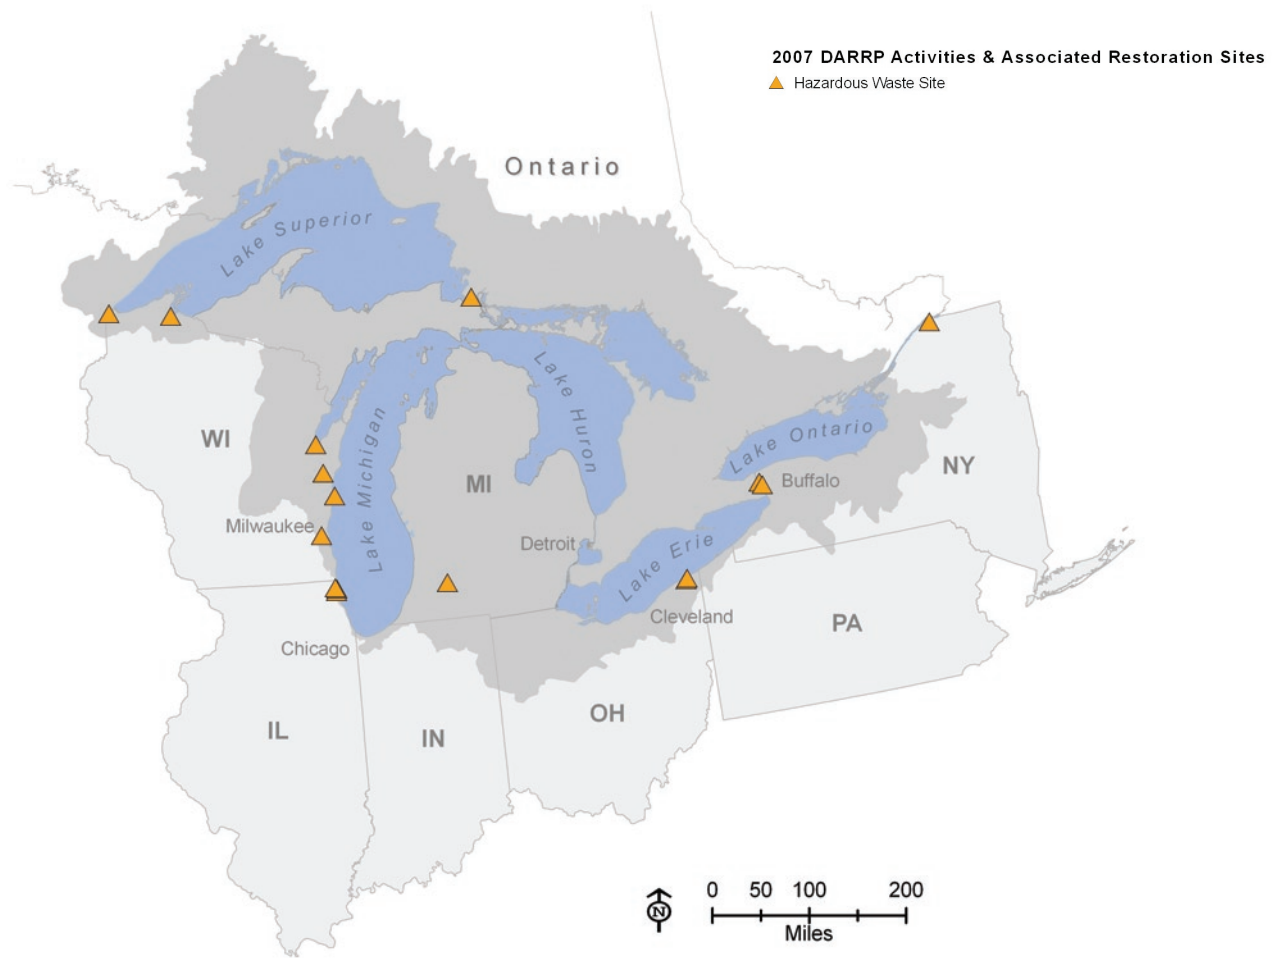 2007 DARRP Activities & Associated Restoration Sites
Hazardous Waste Site
Ontario
Lake Superior
Lake Huron
Lake Michigan
Lake Ontario
WI
MI
NY
Buffalo
Milwaukee
Detroit
Lake Erie
Cleveland
PA
Chicago
IL
IN
OH
N
0 50 100 200
Miles